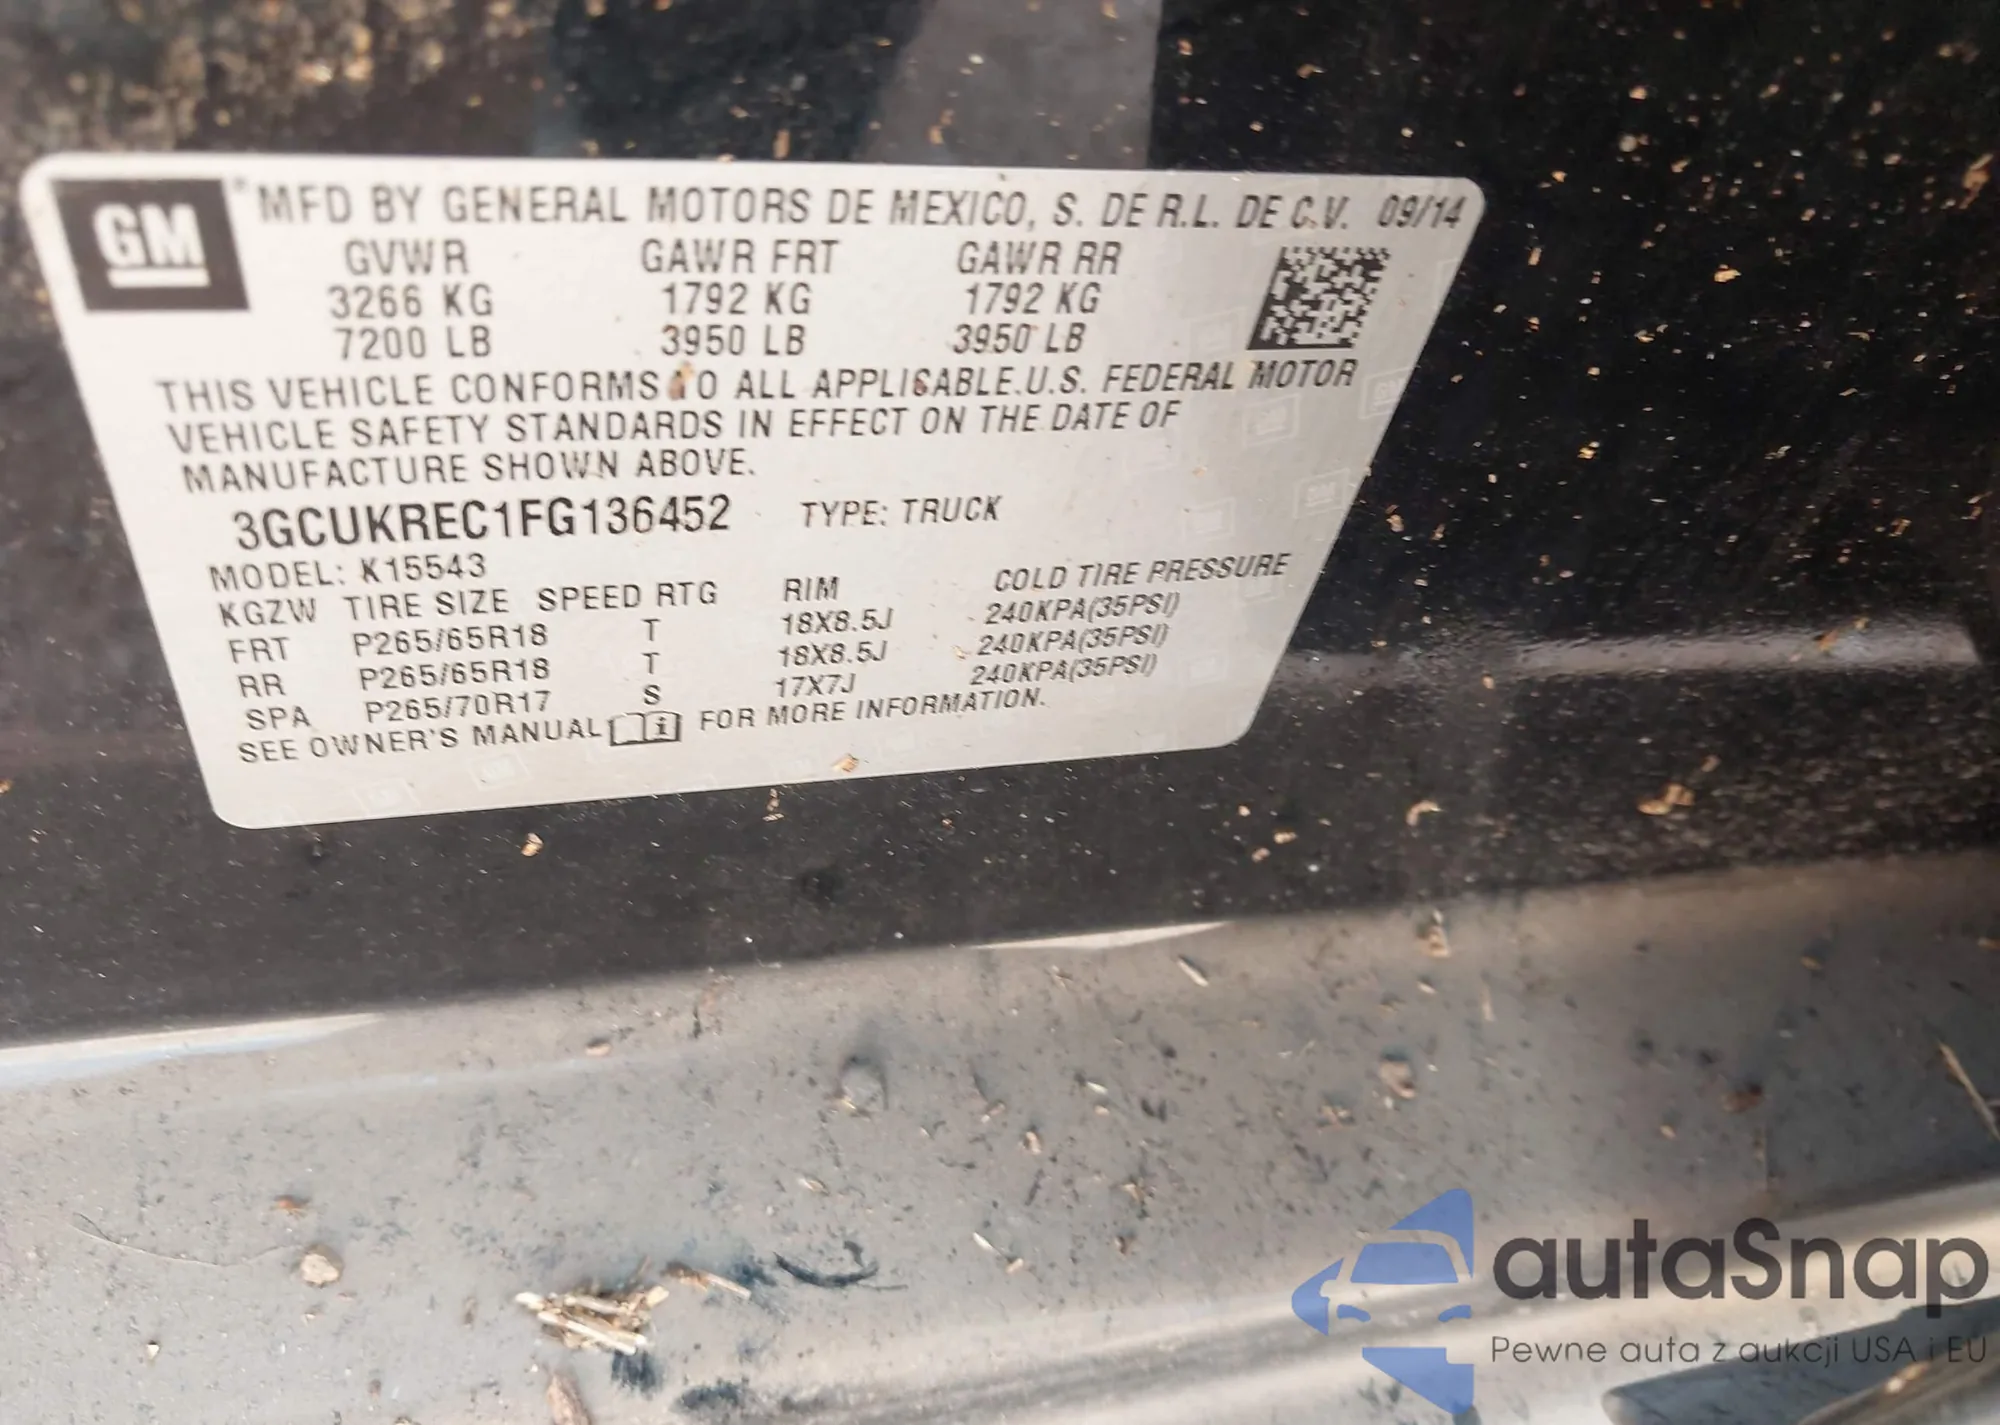 GM® MFD BY GENERAL MOTORS DE MEXICO, S. DE R.L. DE C.V. 09/14
GVWR GAWR FRT GAWR RR
3266 KG 1792 KG 1792 KG
7200 LB 3950 LB 3950 LB
THIS VEHICLE CONFORMS TO ALL APPLICABLE U.S. FEDERAL MOTOR
VEHICLE SAFETY STANDARDS IN EFFECT ON THE DATE OF
MANUFACTURE SHOWN ABOVE.
3GCUKREC1FG136452 TYPE: TRUCK
MODEL: K15543
KGZW TIRE SIZE SPEED RTG RIM COLD TIRE PRESSURE
FRT P265/65R18 T 18X8.5J 240KPA(35PSI)
RR P265/65R18 T 18X8.5J 240KPA(35PSI)
SPA P265/70R17 S 17X7J 240KPA(35PSI)
SEE OWNER'S MANUAL i FOR MORE INFORMATION.
autaSnap
Pewne auta z aukcji USA i EU